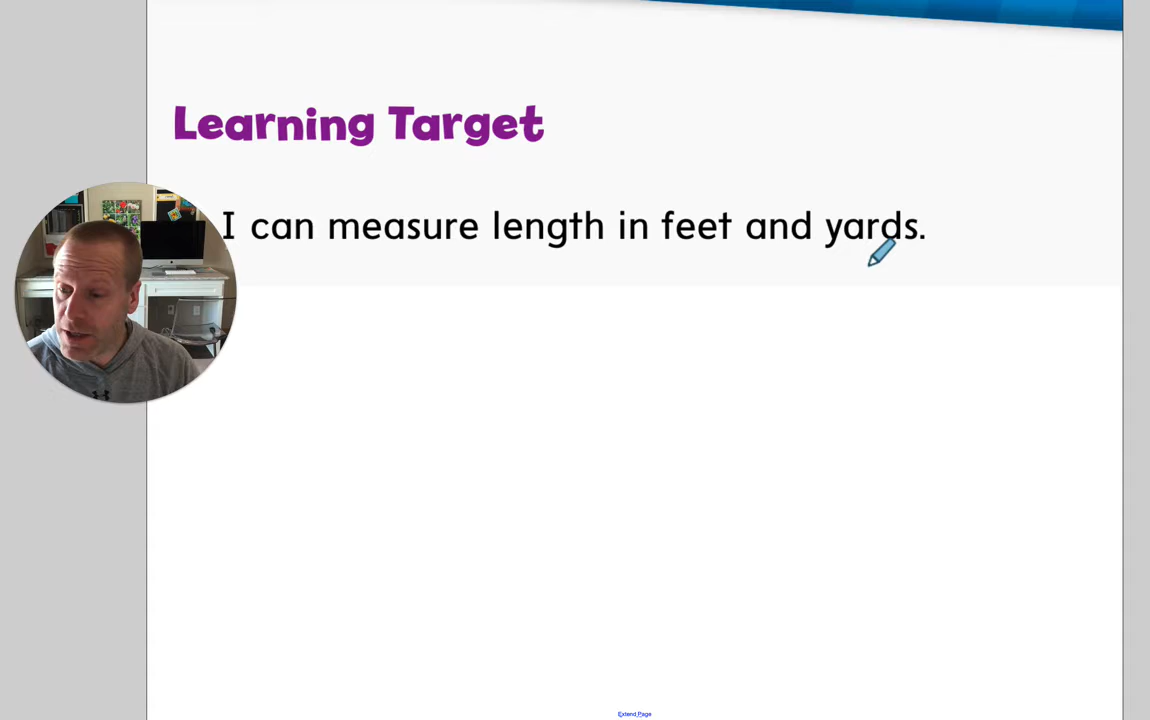 Learning Target
I can measure length in feet and yards.
Extend Page